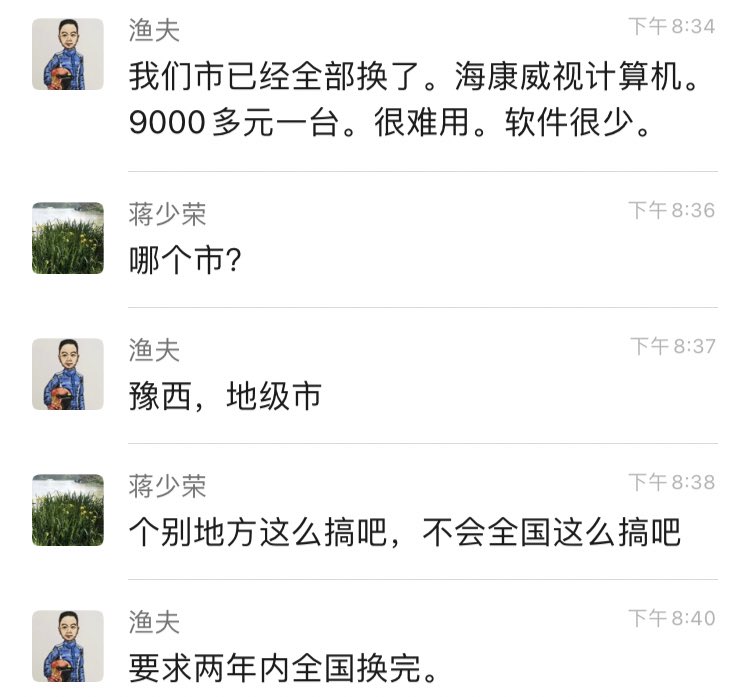 渔夫 下午8:34
我们市已经全部换了。海康威视计算机。
9000多元一台。很难用。软件很少。
蒋少荣 下午8:36
哪个市?
渔夫 下午8:37
豫西，地级市
蒋少荣 下午8:38
个别地方这么搞吧，不会全国这么搞吧
渔夫 下午8:40
要求两年内全国换完。